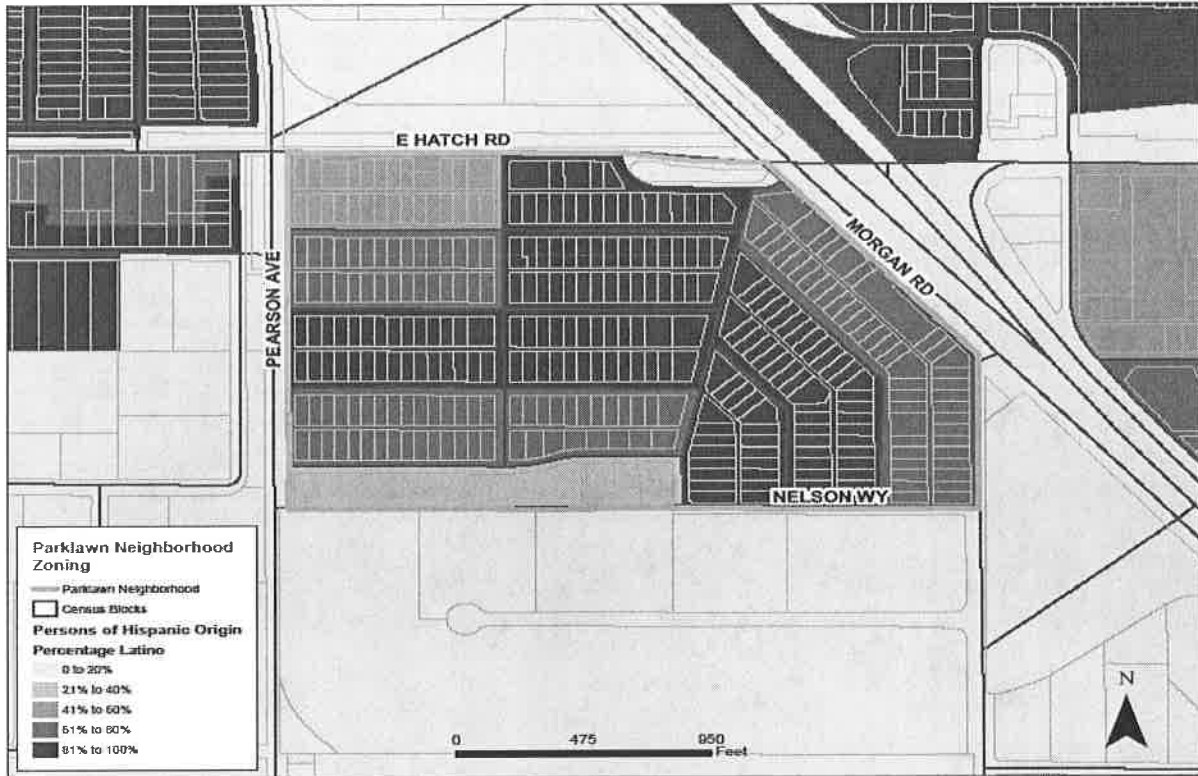 E HATCH RD
MORGAN RD
PEARSON AVE
NELSON WY
Parklawn Neighborhood
Zoning
Parklawn Neighborhood
Census Blocks
Persons of Hispanic Origin
Percentage Latino
0 to 20%
21% to 40%
41% to 60%
61% to 80%
81% to 100%
0 475 950
Feet
N